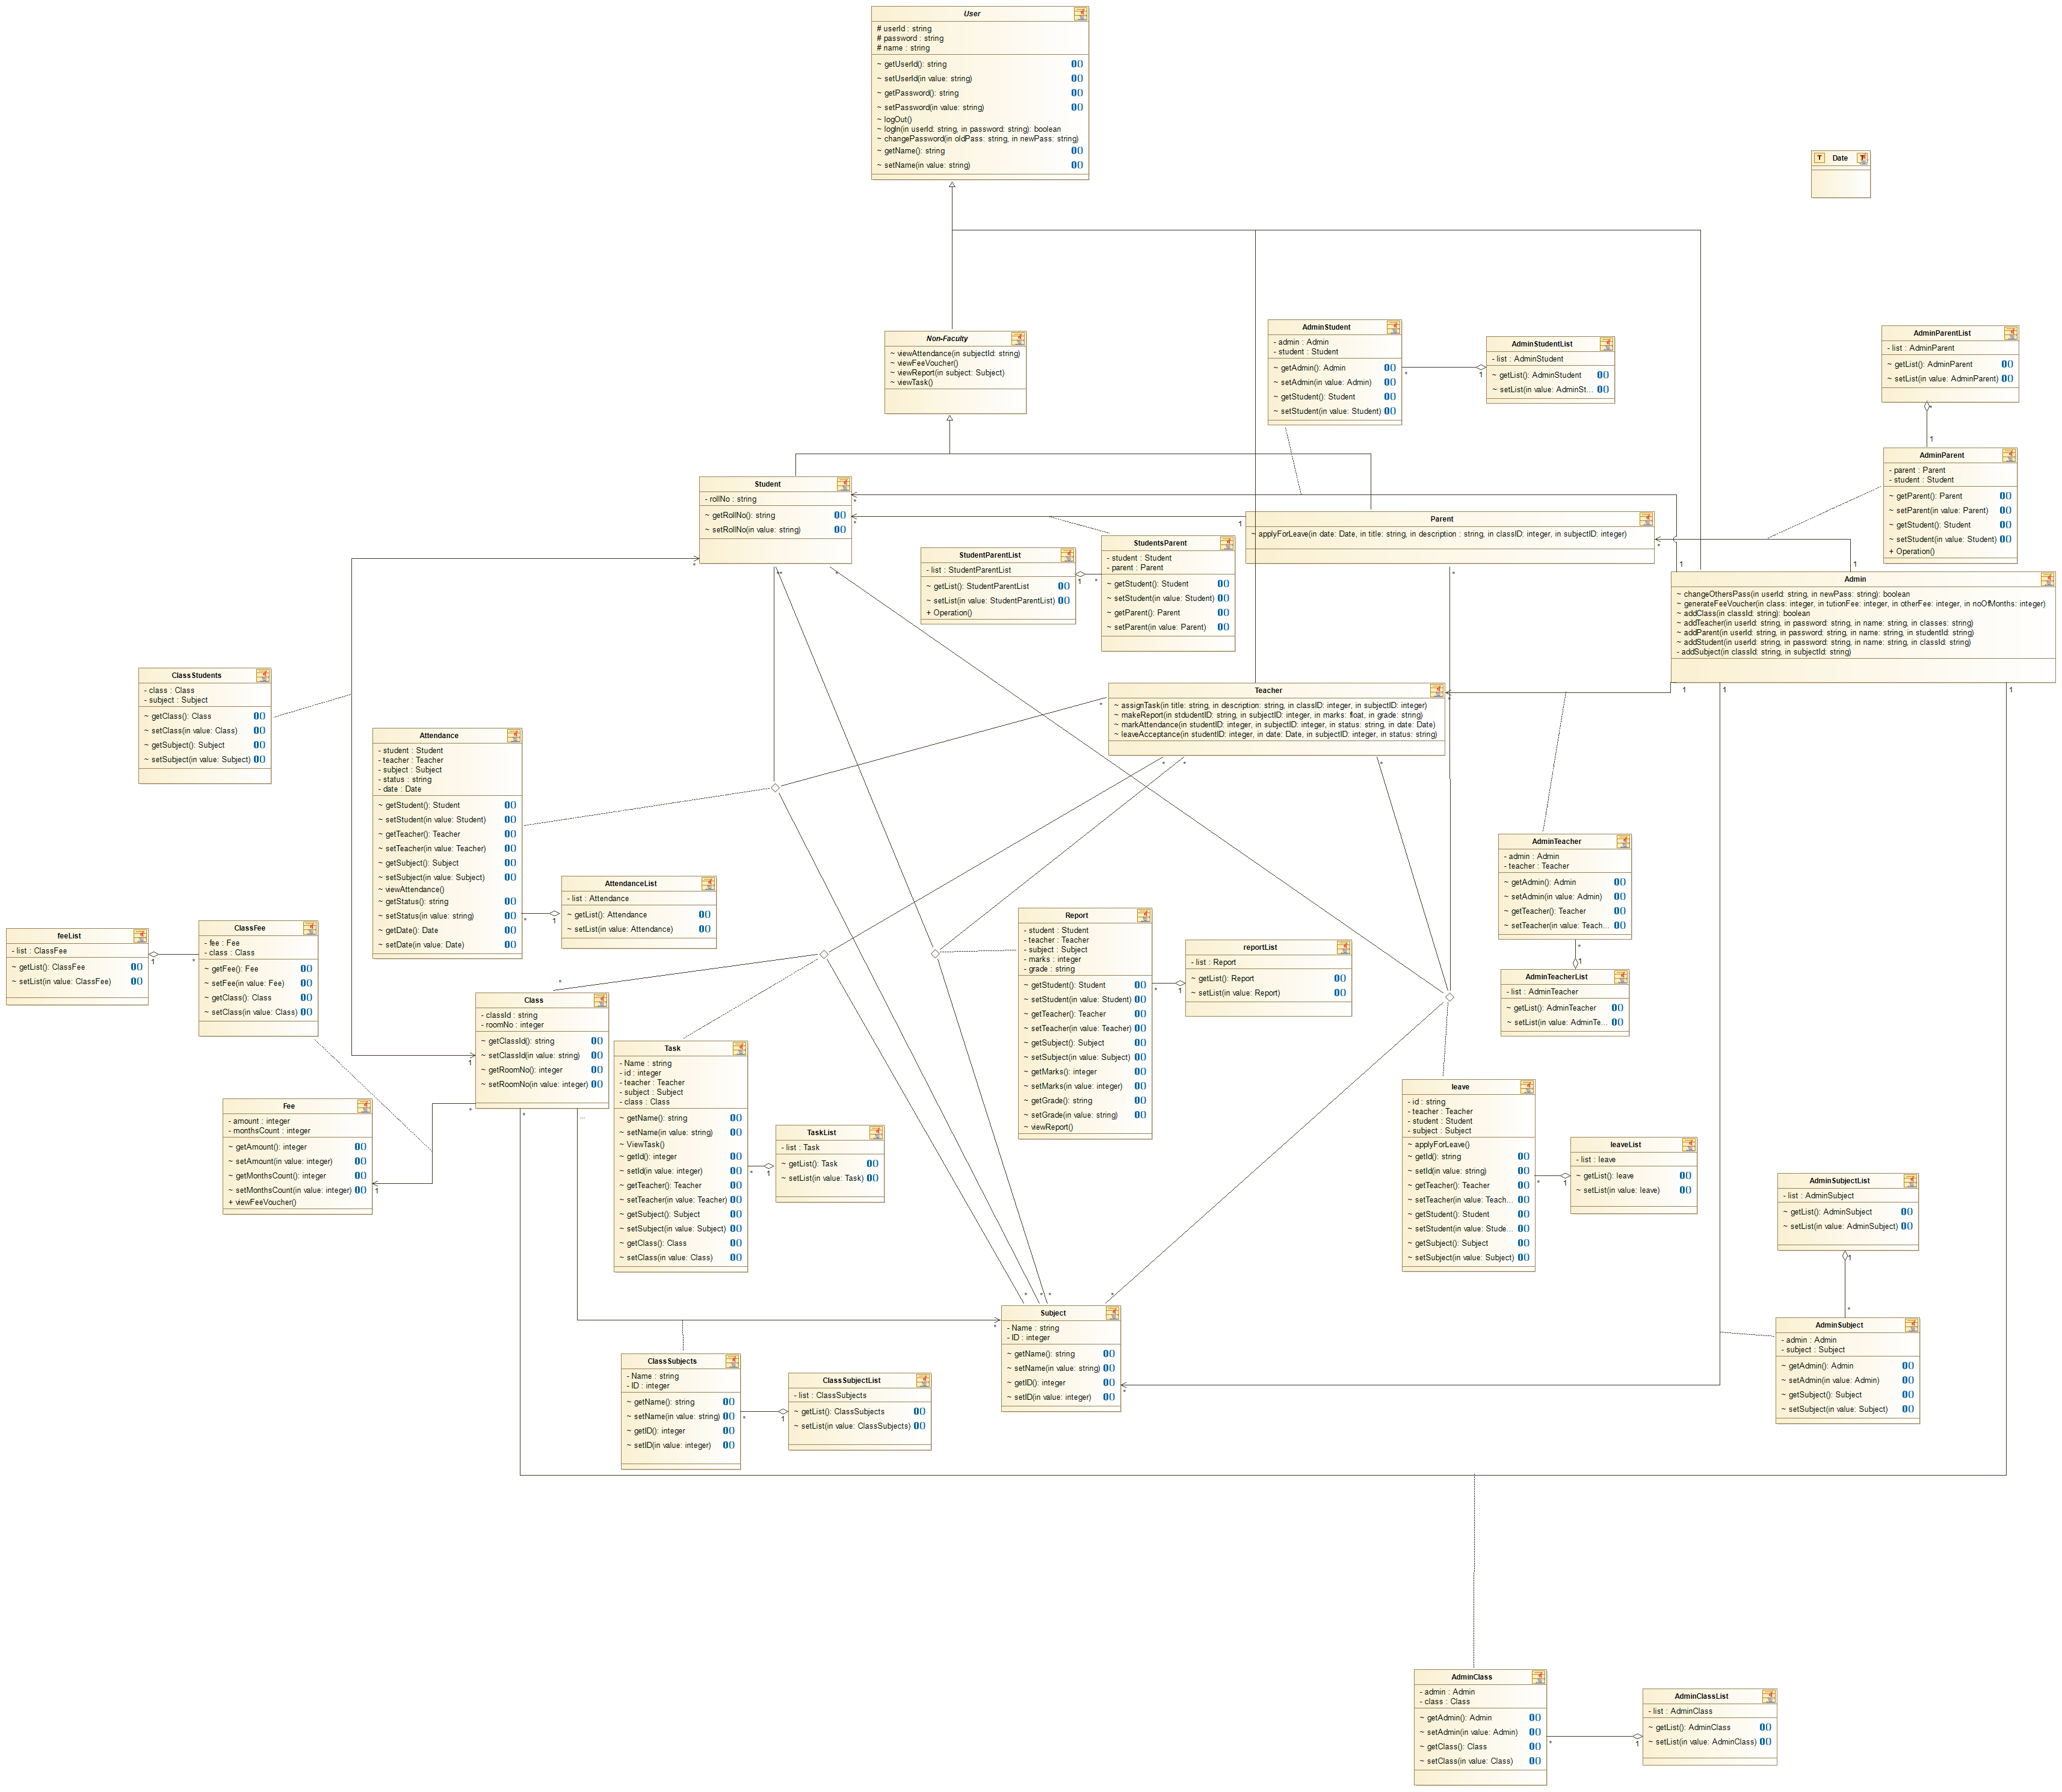 User
# userId : string
# password : string
# name : string
~ getUserId(): string
~ setUserId(in value: string)
~ getPassword(): string
~ setPassword(in value: string)
~ logOut()
~ logIn(in userId: string, in password: string): boolean
~ changePassword(in oldPass: string, in newPass: string)
~ getName(): string
~ setName(in value: string)
T Date
Non-Faculty
~ viewAttendance(in subjectId: string)
~ viewFeeVoucher()
~ viewReport(in subject: Subject)
~ viewTask()
AdminStudent
- admin : Admin
- student : Student
~ getAdmin(): Admin
~ setAdmin(in value: Admin)
~ getStudent(): Student
~ setStudent(in value: Student)
* 1
AdminStudentList
- list : AdminStudent
~ getList(): AdminStudent
~ setList(in value: AdminSt...
AdminParentList
- list : AdminParent
~ getList(): AdminParent
~ setList(in value: AdminParent)
*
1
AdminParent
- parent : Parent
- student : Student
~ getParent(): Parent
~ setParent(in value: Parent)
~ getStudent(): Student
~ setStudent(in value: Student)
+ Operation()
Student
- rollNo : string
~ getRollNo(): string
~ setRollNo(in value: string)
Parent
~ applyForLeave(in date: Date, in title: string, in description : string, in classID: integer, in subjectID: integer)
StudentParentList
- list : StudentParentList
~ getList(): StudentParentList
~ setList(in value: StudentParentList)
+ Operation()
1 *
StudentsParent
- student : Student
- parent : Parent
~ getStudent(): Student
~ setStudent(in value: Student)
~ getParent(): Parent
~ setParent(in value: Parent)
Admin
~ changeOthersPass(in userId: string, in newPass: string): boolean
~ generateFeeVoucher(in class: integer, in tutionFee: integer, in otherFee: integer, in noOfMonths: integer)
~ addClass(in classId: string): boolean
~ addTeacher(in userId: string, in password: string, in name: string, in classes: string)
~ addParent(in userId: string, in password: string, in name: string, in studentId: string)
~ addStudent(in userId: string, in password: string, in name: string, in classId: string)
- addSubject(in classId: string, in subjectId: string)
ClassStudents
- class : Class
- subject : Subject
~ getClass(): Class
~ setClass(in value: Class)
~ getSubject(): Subject
~ setSubject(in value: Subject)
Teacher
~ assignTask(in title: string, in description: string, in classID: integer, in subjectID: integer)
~ makeReport(in stdudentID: string, in subjectID: integer, in marks: float, in grade: string)
~ markAttendance(in studentID: integer, in subjectID: integer, in status: string, in date: Date)
~ leaveAcceptance(in studentID: integer, in date: Date, in subjectID: integer, in status: string)
Attendance
- student : Student
- teacher : Teacher
- subject : Subject
- status : string
- date : Date
~ getStudent(): Student
~ setStudent(in value: Student)
~ getTeacher(): Teacher
~ setTeacher(in value: Teacher)
~ getSubject(): Subject
~ setSubject(in value: Subject)
~ viewAttendance()
~ getStatus(): string
~ setStatus(in value: string)
~ getDate(): Date
~ setDate(in value: Date)
* 1
AttendanceList
- list : Attendance
~ getList(): Attendance
~ setList(in value: Attendance)
AdminTeacher
- admin : Admin
- teacher : Teacher
~ getAdmin(): Admin
~ setAdmin(in value: Admin)
~ getTeacher(): Teacher
~ setTeacher(in value: Teach...
*
1
AdminTeacherList
- list : AdminTeacher
~ getList(): AdminTeacher
~ setList(in value: AdminTe...
feeList
- list : ClassFee
~ getList(): ClassFee
~ setList(in value: ClassFee)
1 *
ClassFee
- fee : Fee
- class : Class
~ getFee(): Fee
~ setFee(in value: Fee)
~ getClass(): Class
~ setClass(in value: Class)
Report
- student : Student
- teacher : Teacher
- subject : Subject
- marks : integer
- grade : string
~ getStudent(): Student
~ setStudent(in value: Student)
~ getTeacher(): Teacher
~ setTeacher(in value: Teacher)
~ getSubject(): Subject
~ setSubject(in value: Subject)
~ getMarks(): integer
~ setMarks(in value: integer)
~ getGrade(): string
~ setGrade(in value: string)
~ viewReport()
* 1
reportList
- list : Report
~ getList(): Report
~ setList(in value: Report)
Class
- classId : string
- roomNo : integer
~ getClassId(): string
~ setClassId(in value: string)
~ getRoomNo(): integer
~ setRoomNo(in value: integer)
Task
- Name : string
- id : integer
- teacher : Teacher
- subject : Subject
- class : Class
~ getName(): string
~ setName(in value: string)
~ ViewTask()
~ getId(): integer
~ setId(in value: integer)
~ getTeacher(): Teacher
~ setTeacher(in value: Teacher)
~ getSubject(): Subject
~ setSubject(in value: Subject)
~ getClass(): Class
~ setClass(in value: Class)
* 1
TaskList
- list : Task
~ getList(): Task
~ setList(in value: Task)
Fee
- amount : integer
- monthsCount : integer
~ getAmount(): integer
~ setAmount(in value: integer)
~ getMonthsCount(): integer
~ setMonthsCount(in value: integer)
+ viewFeeVoucher()
leave
- id : string
- teacher : Teacher
- student : Student
- subject : Subject
~ applyForLeave()
~ getId(): string
~ setId(in value: string)
~ getTeacher(): Teacher
~ setTeacher(in value: Teach...
~ getStudent(): Student
~ setStudent(in value: Stude...
~ getSubject(): Subject
~ setSubject(in value: Subject)
* 1
leaveList
- list : leave
~ getList(): leave
~ setList(in value: leave)
AdminSubjectList
- list : AdminSubject
~ getList(): AdminSubject
~ setList(in value: AdminSubject)
1
*
AdminSubject
- admin : Admin
- subject : Subject
~ getAdmin(): Admin
~ setAdmin(in value: Admin)
~ getSubject(): Subject
~ setSubject(in value: Subject)
Subject
- Name : string
- ID : integer
~ getName(): string
~ setName(in value: string)
~ getID(): integer
~ setID(in value: integer)
ClassSubjects
- Name : string
- ID : integer
~ getName(): string
~ setName(in value: string)
~ getID(): integer
~ setID(in value: integer)
* 1
ClassSubjectList
- list : ClassSubjects
~ getList(): ClassSubjects
~ setList(in value: ClassSubjects)
AdminClass
- admin : Admin
- class : Class
~ getAdmin(): Admin
~ setAdmin(in value: Admin)
~ getClass(): Class
~ setClass(in value: Class)
* 1
AdminClassList
- list : AdminClass
~ getList(): AdminClass
~ setList(in value: AdminClass)